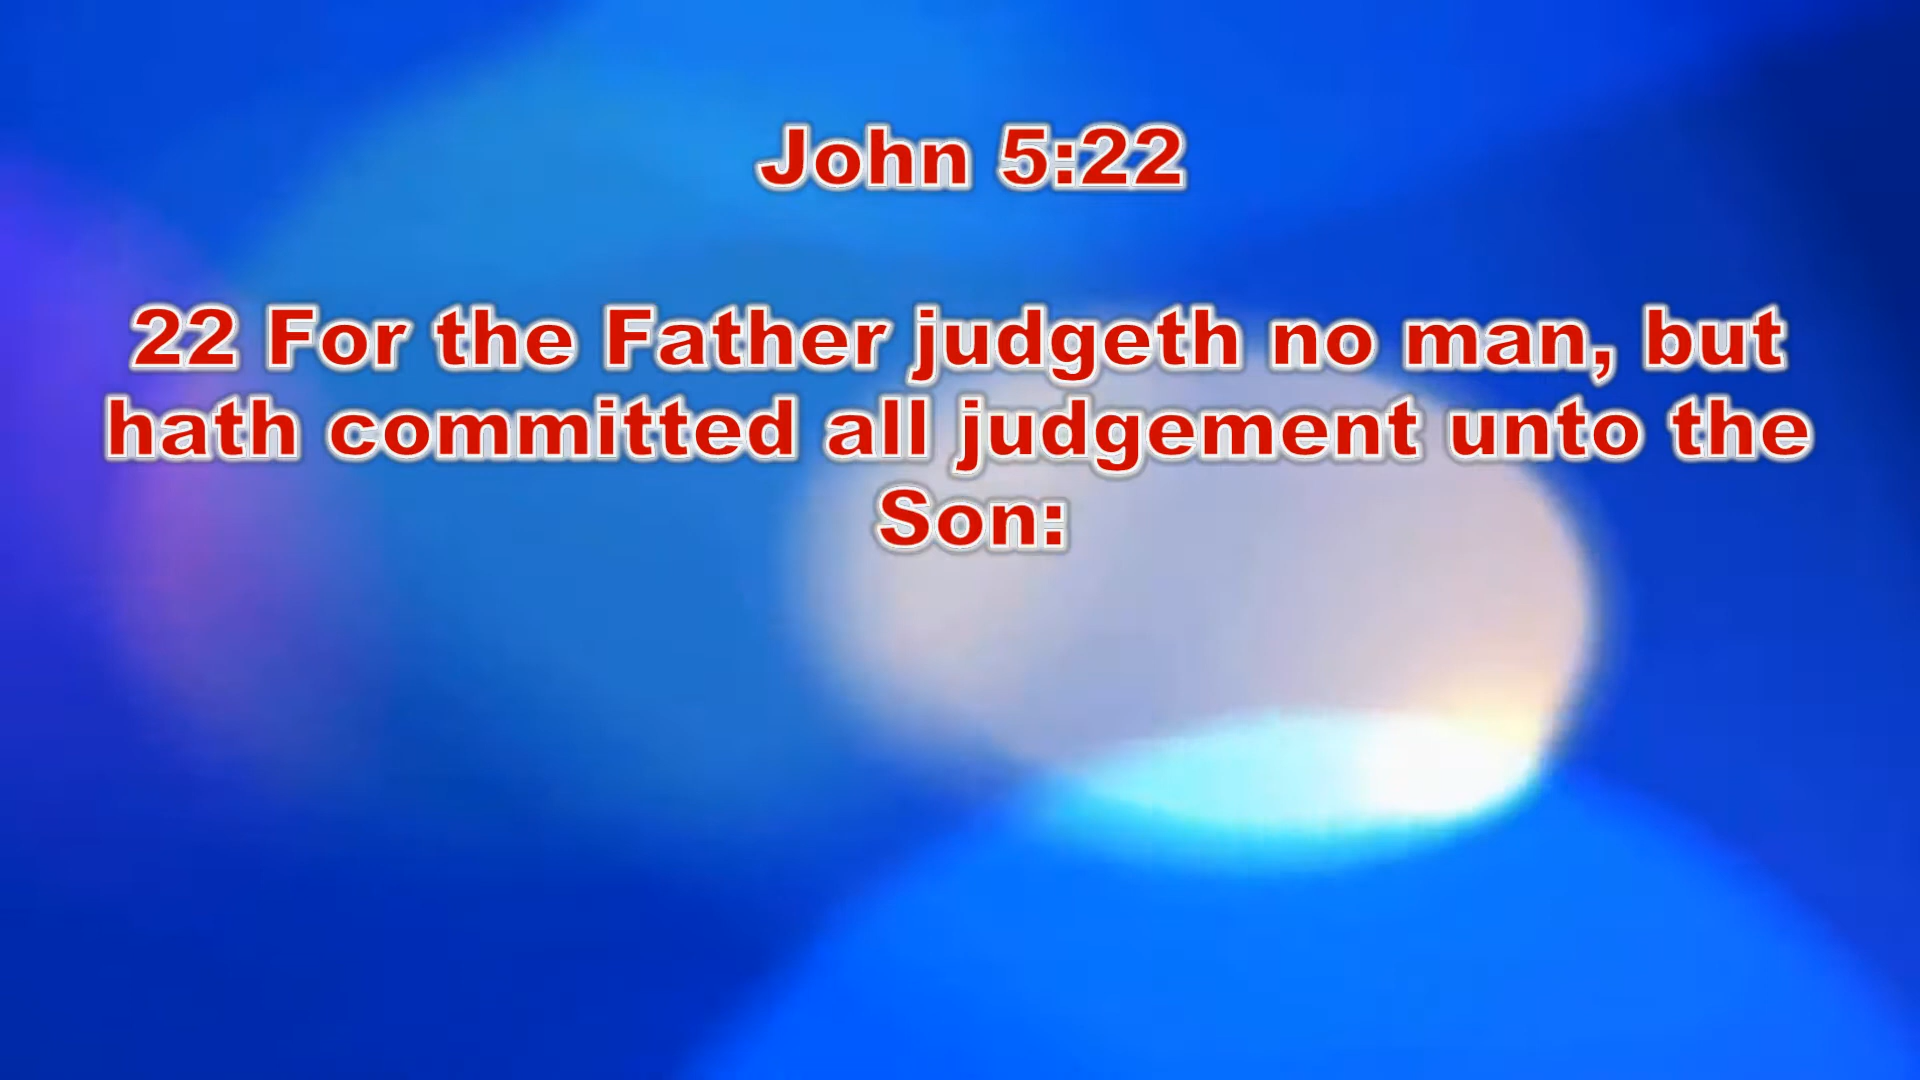 John 5:22
22 For the Father judgeth no man, but
hath committed all judgement unto the
Son: